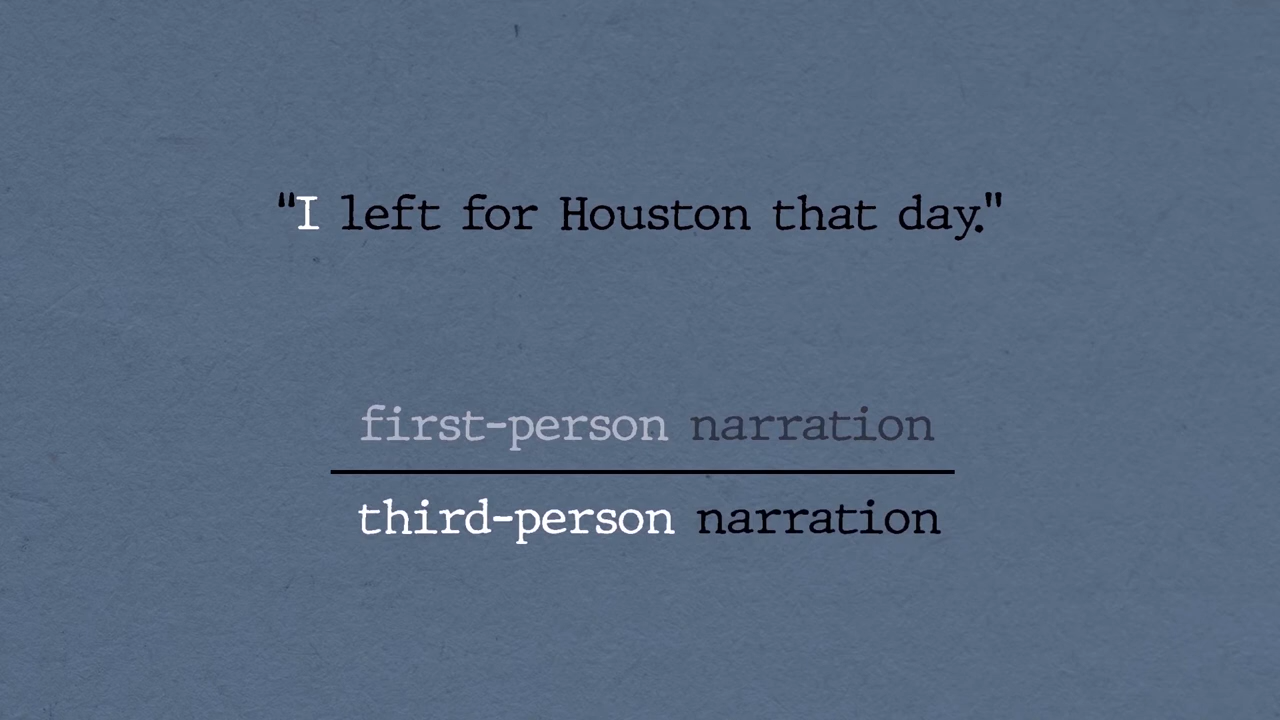 "I left for Houston that day."
first-person narration
third-person narration